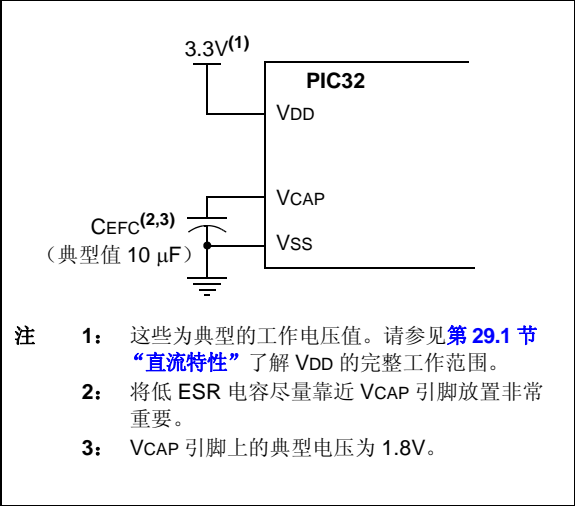 3.3V(1)
PIC32
VDD
VCAP
CEFC(2,3)
（典型值 10 μF）
VSS
注 1： 这些为典型的工作电压值。请参见第 29.1 节
“直流特性”了解 VDD 的完整工作范围。
2： 将低 ESR 电容尽量靠近 VCAP 引脚放置非常
重要。
3： VCAP 引脚上的典型电压为 1.8V。